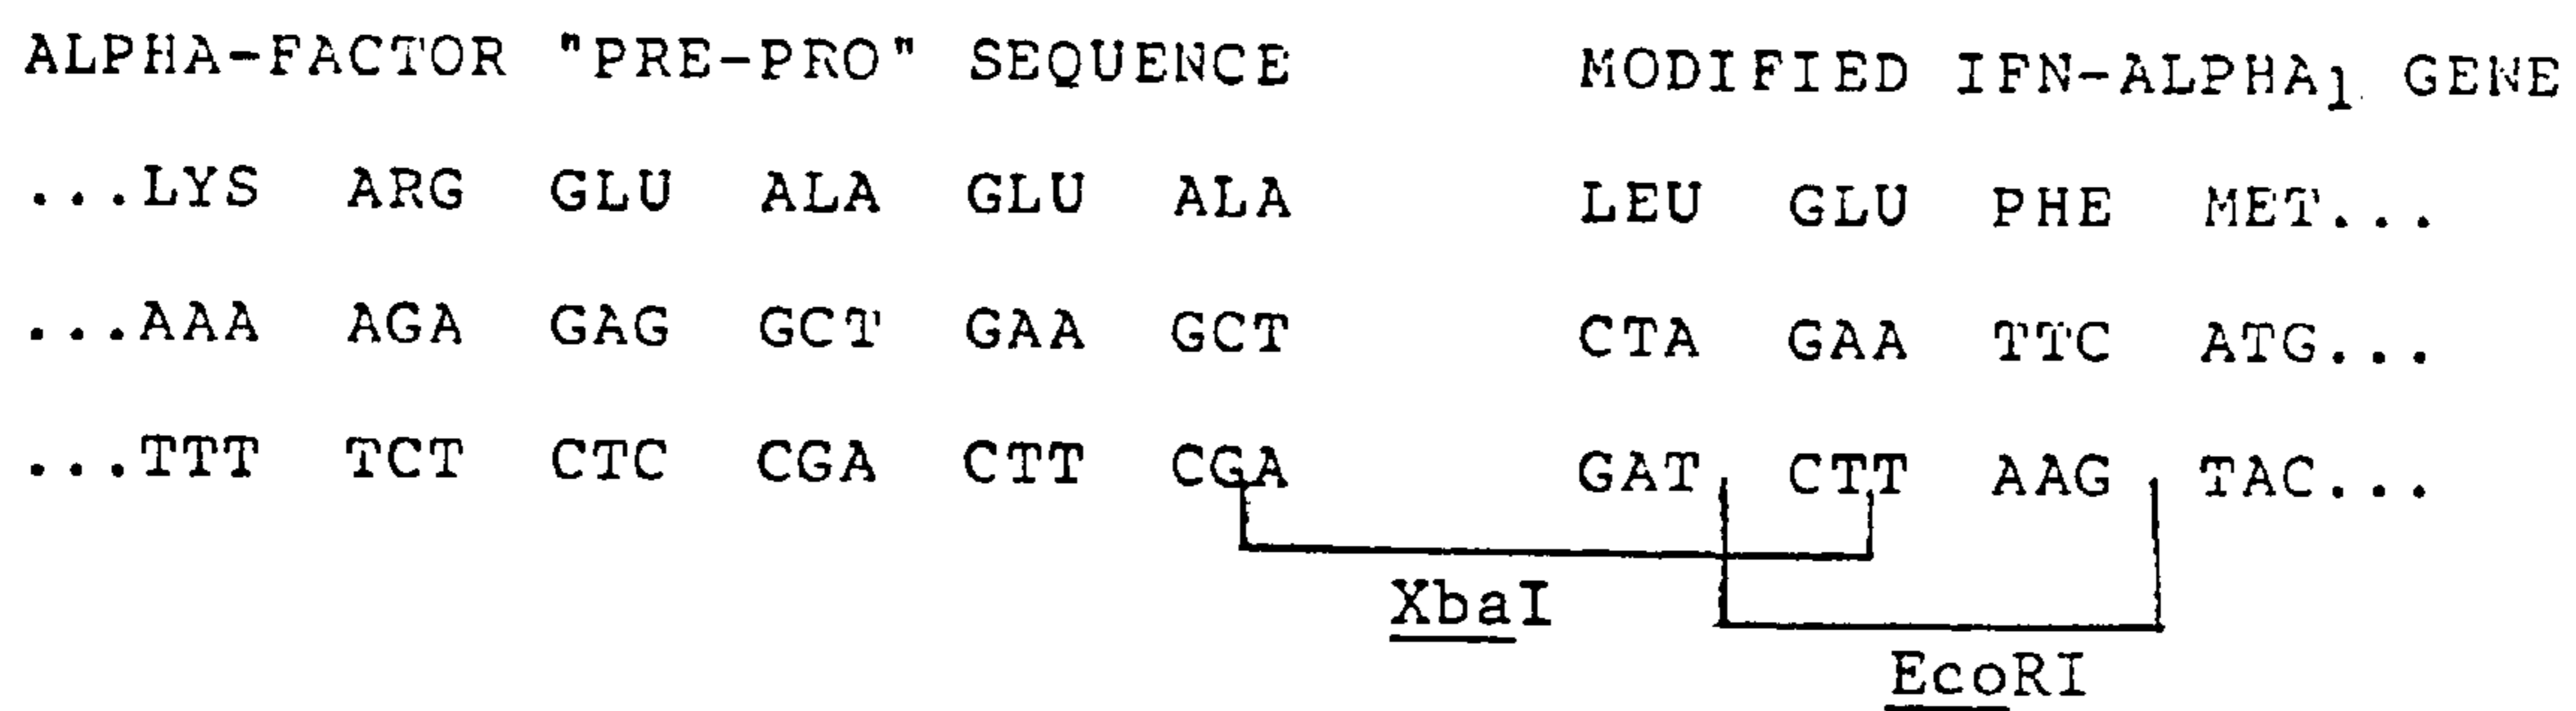 ALPHA-FACTOR "PRE-PRO" SEQUENCE MODIFIED IFN-ALPHA1 GENE
...LYS ARG GLU ALA GLU ALA LEU GLU PHE MET...
...AAA AGA GAG GCT GAA GCT CTA GAA TTC ATG...
...TTT TCT CTC CGA CTT CGA GAT CTT AAG TAC...
XbaI
EcoRI